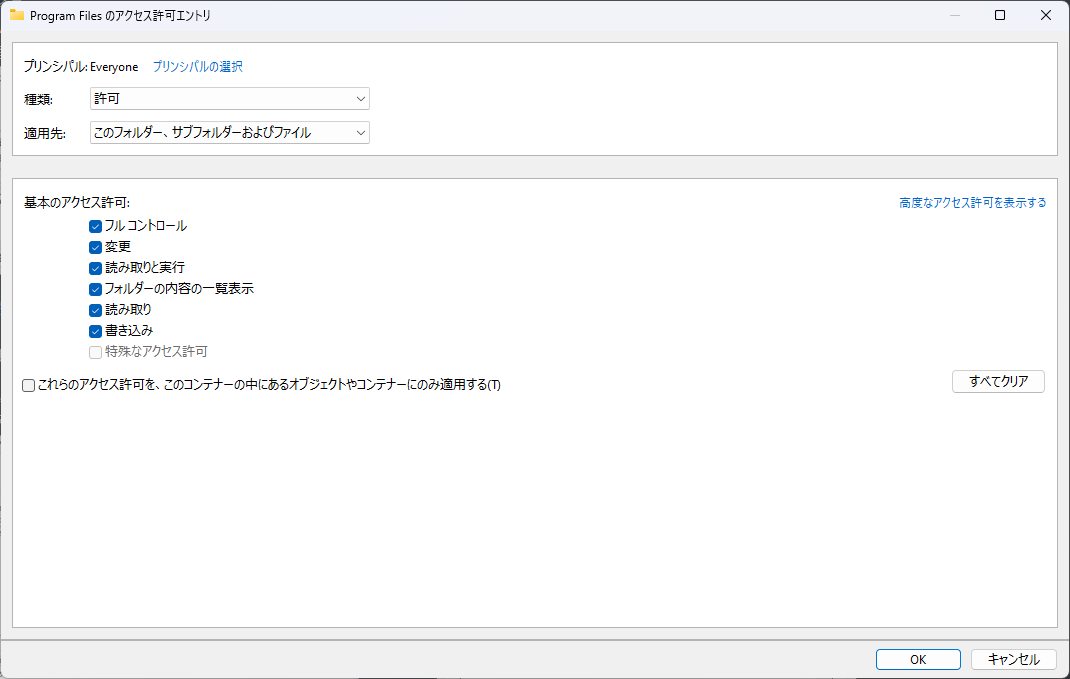 Program Files のアクセス許可エントリ
プリンシパル: Everyone プリンシパルの選択
種類: 許可
適用先: このフォルダー、サブフォルダーおよびファイル
基本のアクセス許可: 高度なアクセス許可を表示する
フル コントロール
変更
読み取りと実行
フォルダーの内容の一覧表示
読み取り
書き込み
特殊なアクセス許可
これらのアクセス許可を、このコンテナーの中にあるオブジェクトやコンテナーにのみ適用する(T) すべてクリア
OK キャンセル